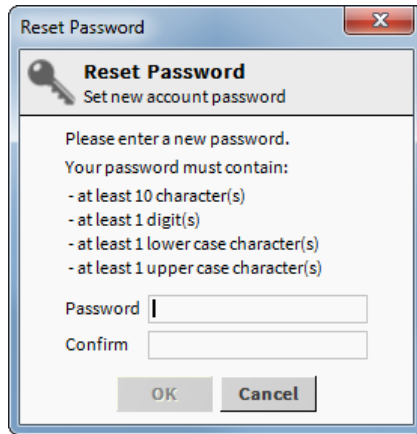 Reset Password
Reset Password
Set new account password
Please enter a new password.
Your password must contain:
- at least 10 character(s)
- at least 1 digit(s)
- at least 1 lower case character(s)
- at least 1 upper case character(s)
Password
Confirm
OK Cancel